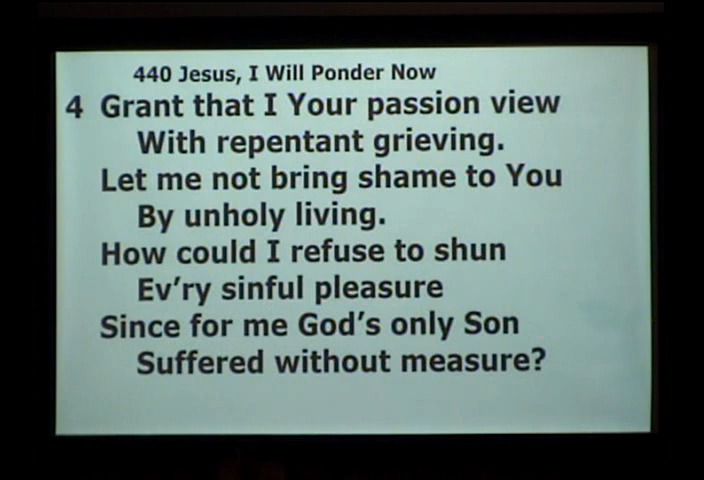 440 Jesus, I Will Ponder Now
4 Grant that I Your passion view
With repentant grieving.
Let me not bring shame to You
By unholy living.
How could I refuse to shun
Ev’ry sinful pleasure
Since for me God’s only Son
Suffered without measure?